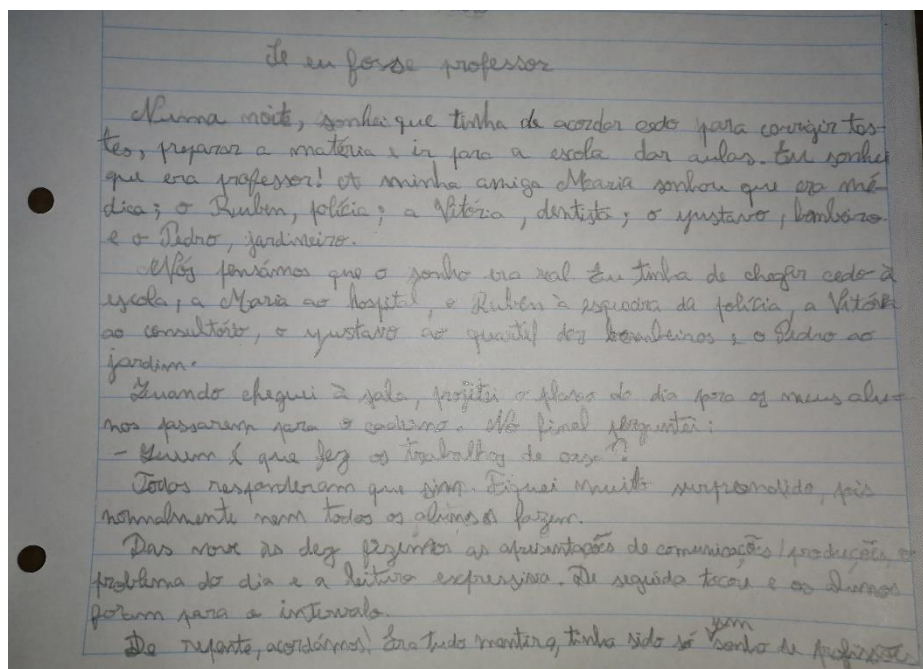 Se eu fosse professor
Numa noite, sonhei que tinha de acordar cedo para corrigir tes-
tes, preparar a matéria e ir para a escola dar aulas. Eu sonhei
que era professor! A minha amiga Maria sonhou que era mé-
dica; o Ruben, polícia; a Vitória, dentista; o Gustavo, bombeiro
e o Pedro, jardineiro.
Nós pensámos que o sonho era real. Eu tinha de chegar cedo à
escola, a Maria ao hospital, o Ruben à esquadra da polícia, a Vitória
ao consultório, o Gustavo ao quartel dos bombeiros e o Pedro ao
jardim.
Quando cheguei à sala, projetei o plano do dia para os meus alu-
nos passarem para o caderno. No final perguntei:
- Quem é que fez os trabalhos de casa?
Todos responderam que sim. Fiquei muito surpreendido, pois
normalmente nem todos os alunos fazem.
Das nove às dez fizemos as apresentações de comunicações/produções, o
problema do dia e a leitura expressiva. De seguida tocou e os alunos
foram para o intervalo.
De repente, acordámos! Era tudo mentira, tinha sido só um sonho de